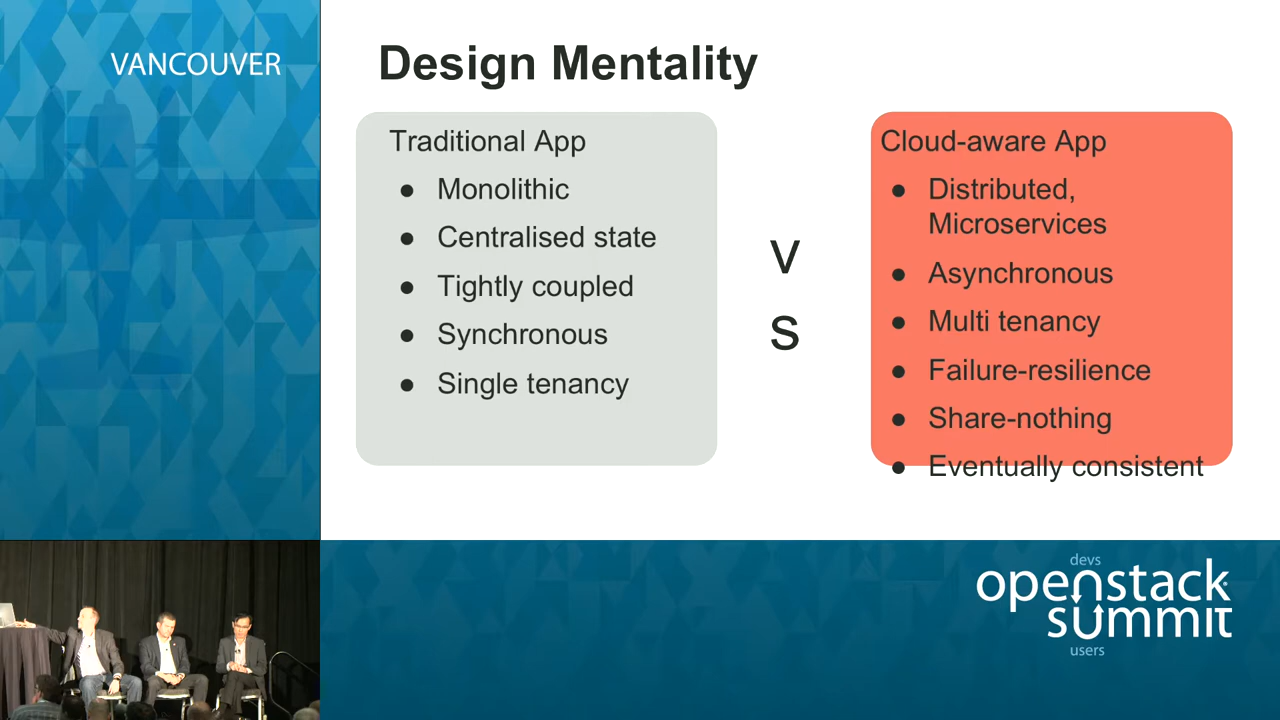 VANCOUVER
Design Mentality
Traditional App
● Monolithic
● Centralised state
● Tightly coupled
● Synchronous
● Single tenancy
v
s
Cloud-aware App
● Distributed,
Microservices
● Asynchronous
● Multi tenancy
● Failure-resilience
● Share-nothing
● Eventually consistent
devs
openstack
summit
users